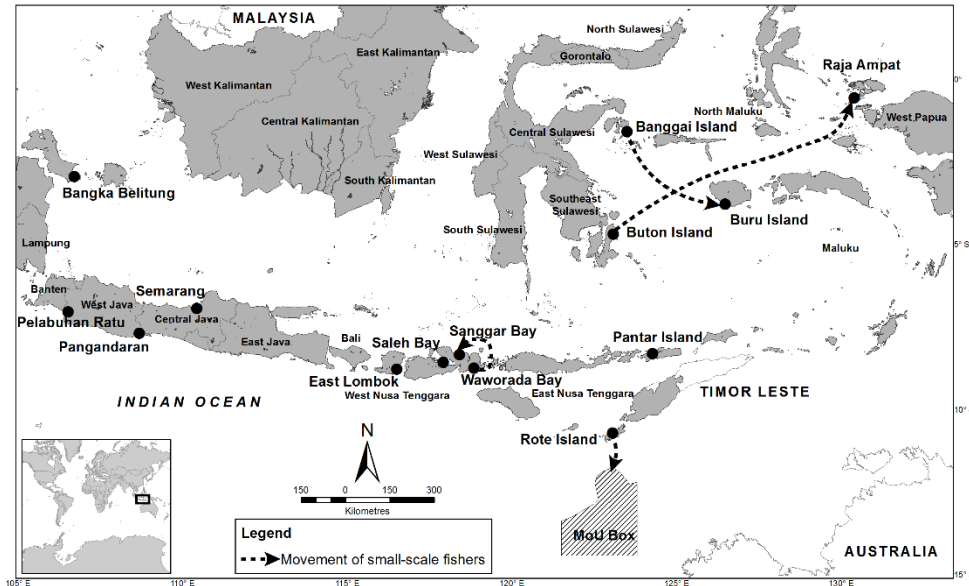 MALAYSIA
North Sulawesi
East Kalimantan
Gorontalo
Raja Ampat
0°
West Kalimantan
North Maluku
West Papua
Central Kalimantan
Central Sulawesi
Banggai Island
West Sulawesi
Bangka Belitung
South Kalimantan
Southeast
Sulawesi
Buru Island
South Sulawesi
Buton Island
Lampung
Maluku
5° S
Banten
Semarang
West Java
Central Java
Pelabuhan Ratu
Sanggar Bay
Pantar Island
Pangandaran
East Java
Bali
Saleh Bay
East Lombok
Waworada Bay
West Nusa Tenggara
East Nusa Tenggara
TIMOR LESTE
INDIAN OCEAN
10°
N
Rote Island
150 0 150 300
Kilometres
MoU Box
Legend
Movement of small-scale fishers
AUSTRALIA
15°
105° E 110° E 115° E 120° E 125° E 130° E